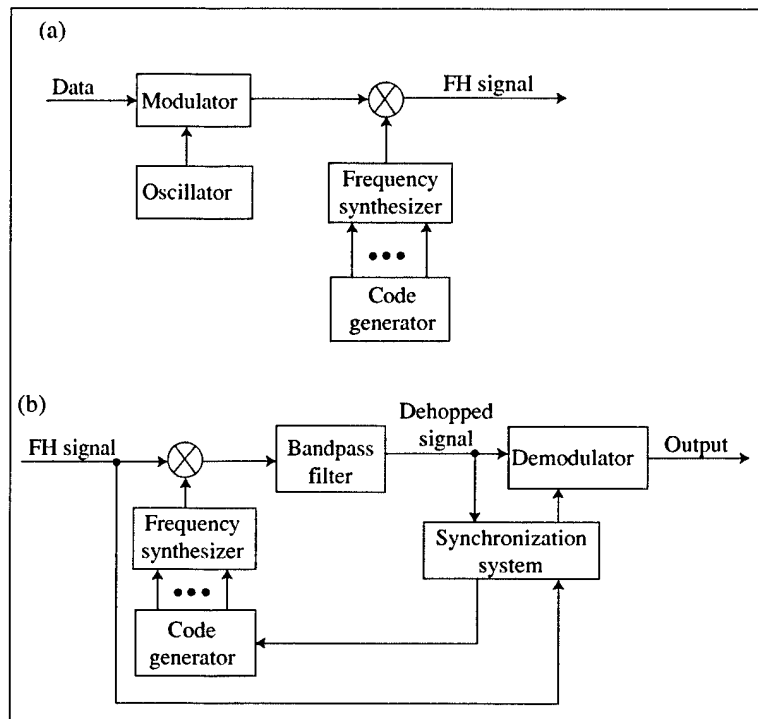 (a)
Data
Modulator
FH signal
Oscillator
Frequency
synthesizer
Code
generator
(b)
FH signal
Bandpass
filter
Dehopped
signal
Demodulator
Output
Frequency
synthesizer
Synchronization
system
Code
generator